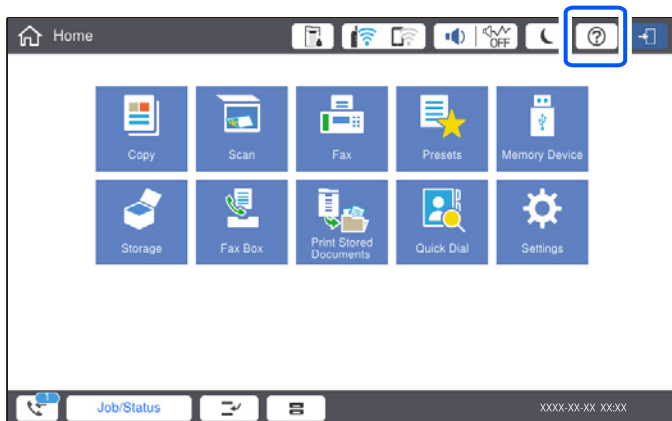 Home
OFF
?
Copy
Scan
Fax
Presets
Memory Device
Storage
Fax Box
Print Stored
Documents
Quick Dial
Settings
1
Job/Status
XXXX-XX-XX XX:XX